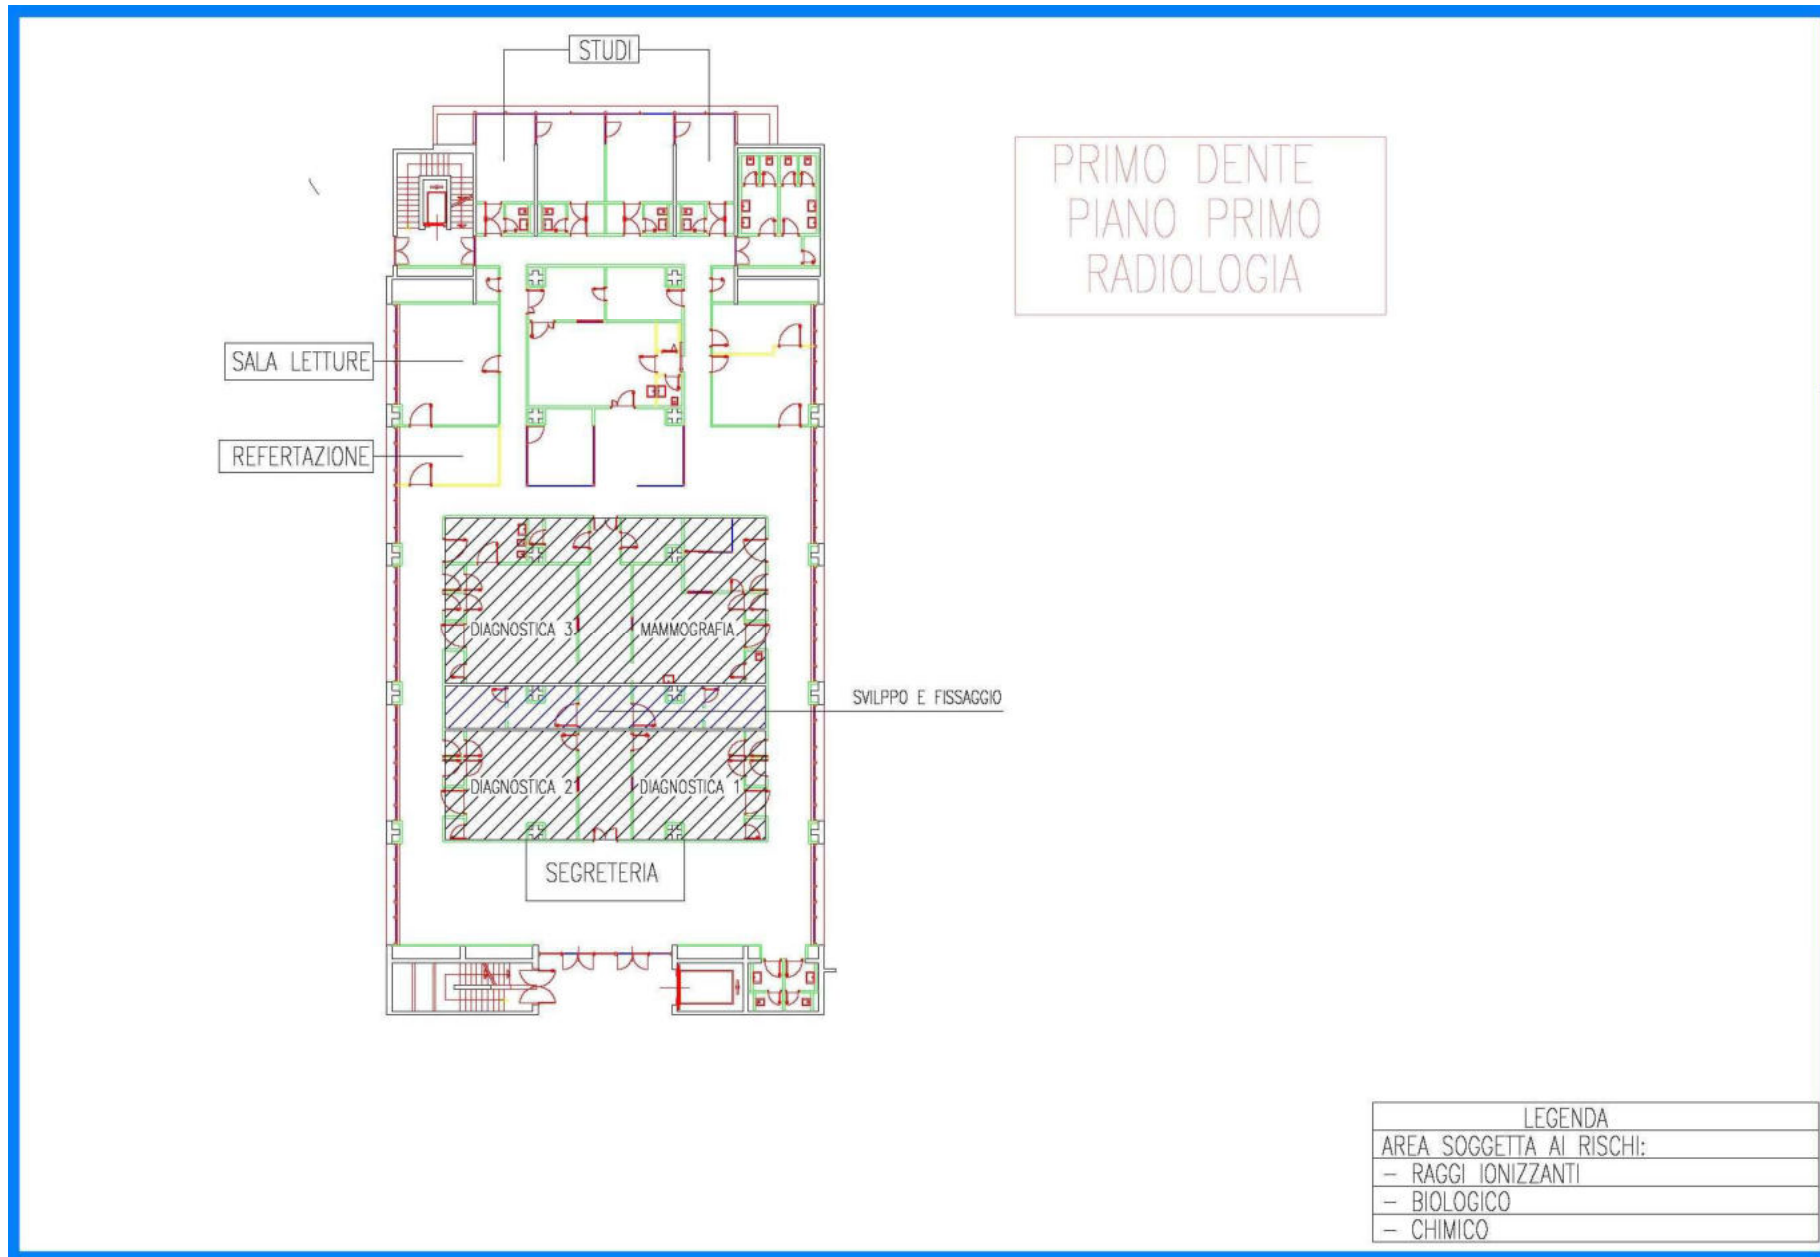 STUDI
PRIMO DENTE
PIANO PRIMO
RADIOLOGIA
SALA LETTURE
REFERTAZIONE
DIAGNOSTICA 3
MAMMOGRAFIA
SVILPPO E FISSAGGIO
DIAGNOSTICA 2
DIAGNOSTICA 1
SEGRETERIA
LEGENDA
AREA SOGGETTA AI RISCHI:
– RAGGI IONIZZANTI
– BIOLOGICO
– CHIMICO